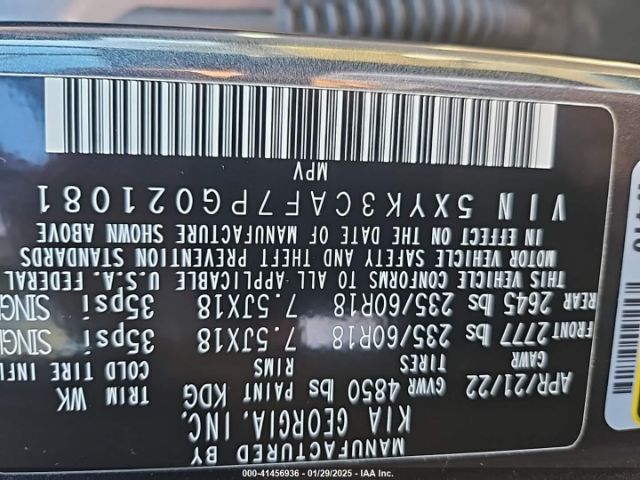 MANUFACTURED BY
KIA GEORGIA, INC.
APR/21/22 GVWR 4850 lbs PAINT KDG TRIM WK
GAWR TIRES RIMS COLD TIRE INFL
FRONT 2777 lbs 235/60R18 7.5JX18 35psi SING
REAR 2645 lbs 235/60R18 7.5JX18 35psi SING
THIS VEHICLE CONFORMS TO ALL APPLICABLE U.S.A. FEDERAL
MOTOR VEHICLE SAFETY AND THEFT PREVENTION STANDARDS
IN EFFECT ON THE DATE OF MANUFACTURE SHOWN ABOVE
VIN 5XYK3CAF7PG021081
MPV
000-41456936 - 01/29/2025 - IAA Inc.